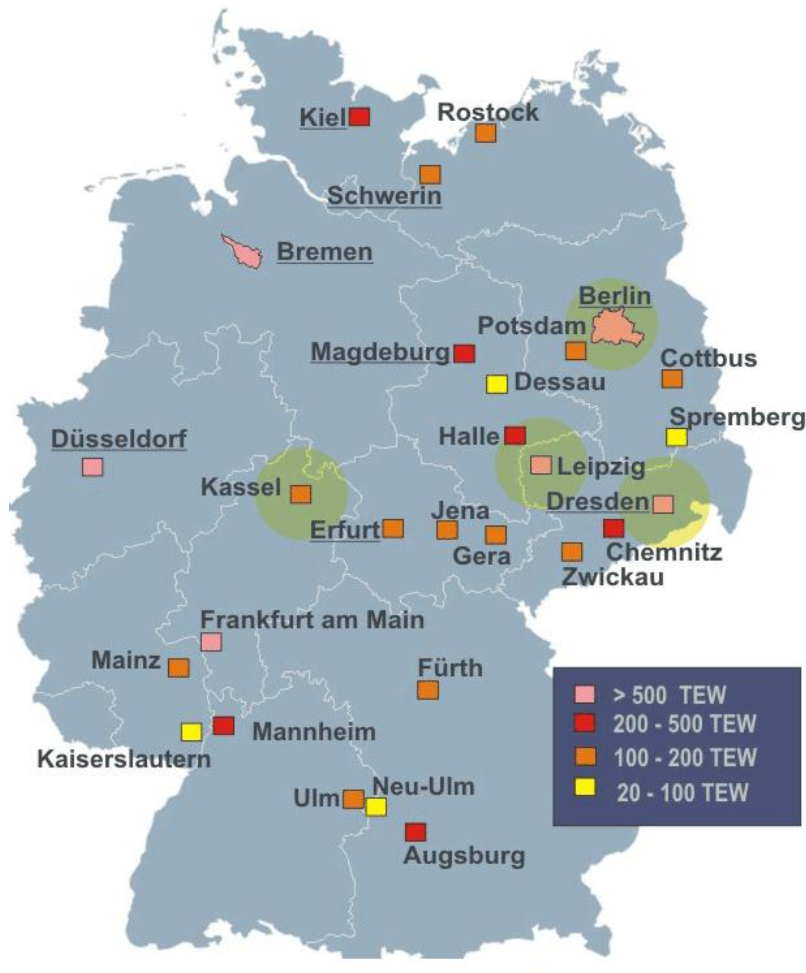 Kiel
Rostock
Schwerin
Bremen
Berlin
Potsdam
Magdeburg
Cottbus
Dessau
Spremberg
Halle
Düsseldorf
Leipzig
Kassel
Dresden
Jena
Erfurt
Gera
Chemnitz
Zwickau
Frankfurt am Main
Mainz
Fürth
> 500 TEW
200 - 500 TEW
Mannheim
Kaiserslautern
100 - 200 TEW
Neu-Ulm
20 - 100 TEW
Ulm
Augsburg